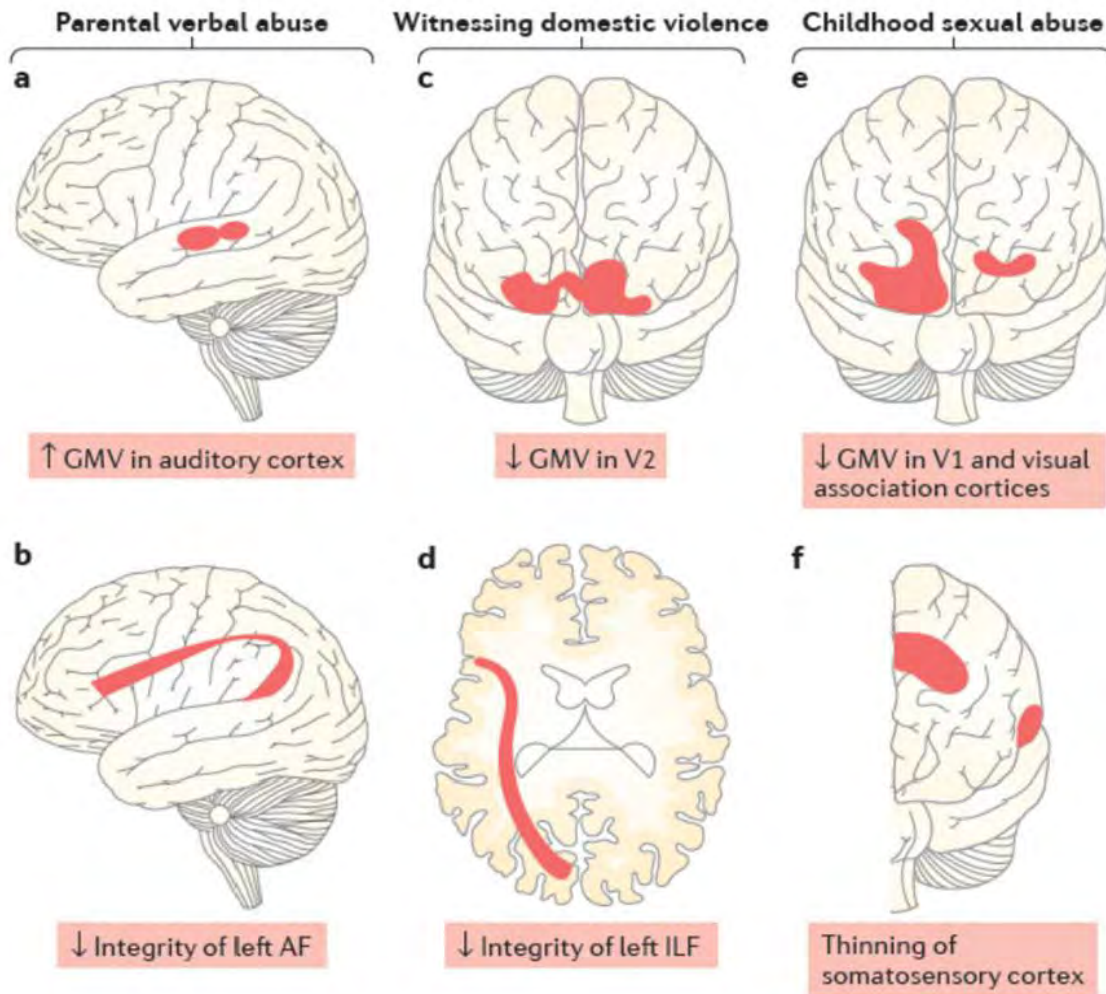 Parental verbal abuse
Witnessing domestic violence
Childhood sexual abuse
a
c
e
↑ GMV in auditory cortex
↓ GMV in V2
↓ GMV in V1 and visual
association cortices
b
d
f
↓ Integrity of left AF
↓ Integrity of left ILF
Thinning of
somatosensory cortex